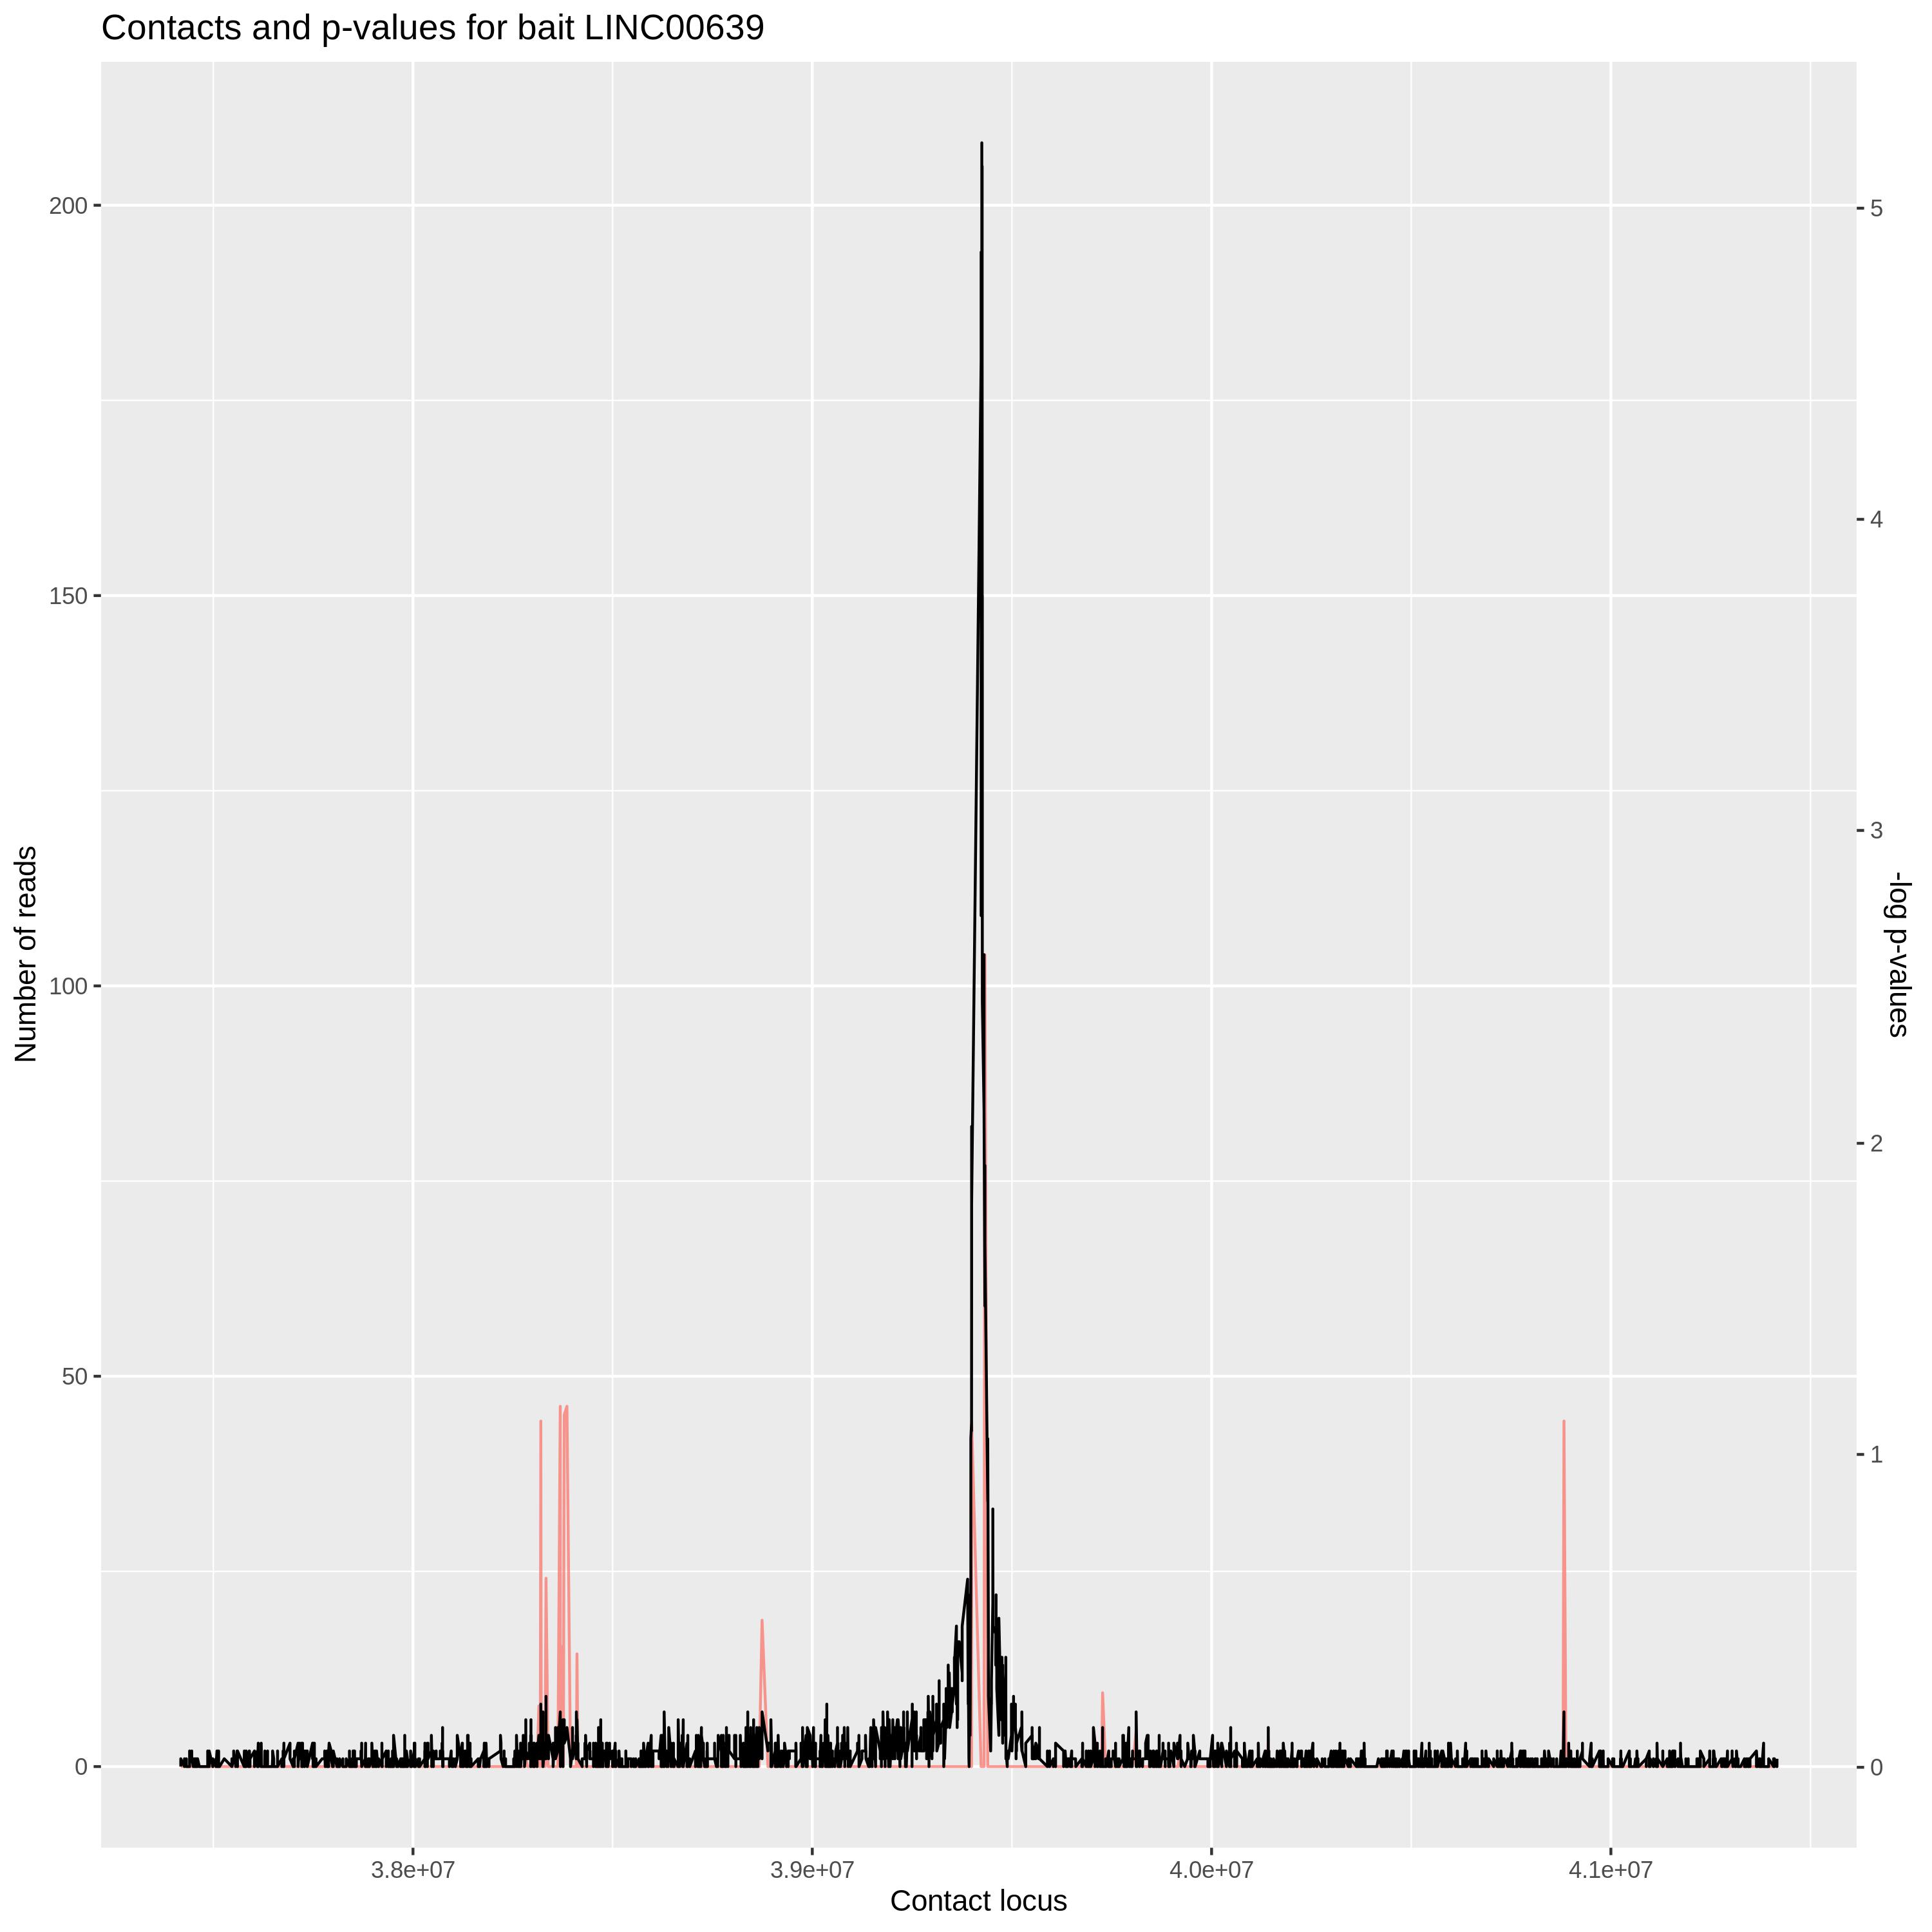 Contacts and p-values for bait LINC00639
Number of reads
200
150
100
50
0
5
4
3
2
1
0
-log p-values
3.8e+07
3.9e+07
4.0e+07
4.1e+07
Contact locus